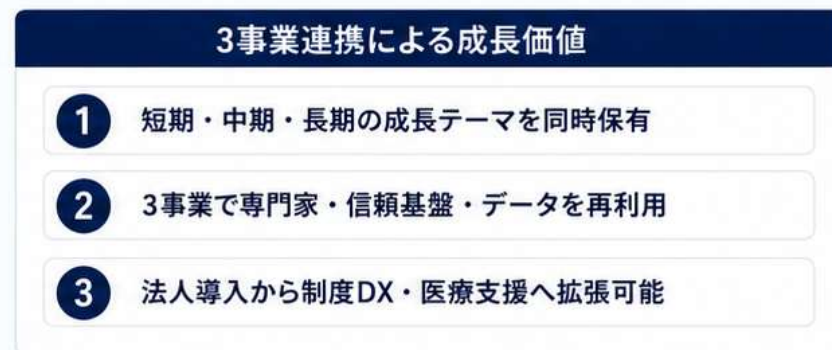 3事業連携による成長価値
1 短期・中期・長期の成長テーマを同時保有
2 3事業で専門家・信頼基盤・データを再利用
3 法人導入から制度DX・医療支援へ拡張可能